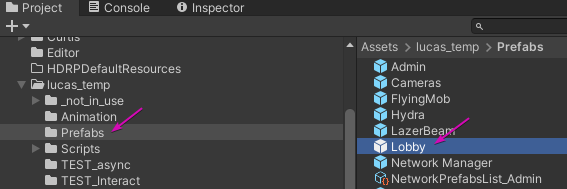 Project
Console
Inspector
Assets > lucas_temp > Prefabs
Editor
HDRPDefaultResources
lucas_temp
_not_in_use
Animation
Prefabs
Scripts
TEST_async
TEST_Interact
Admin
Cameras
FlyingMob
Hydra
LazerBeam
Lobby
Network Manager
NetworkPrefabsList_Admin